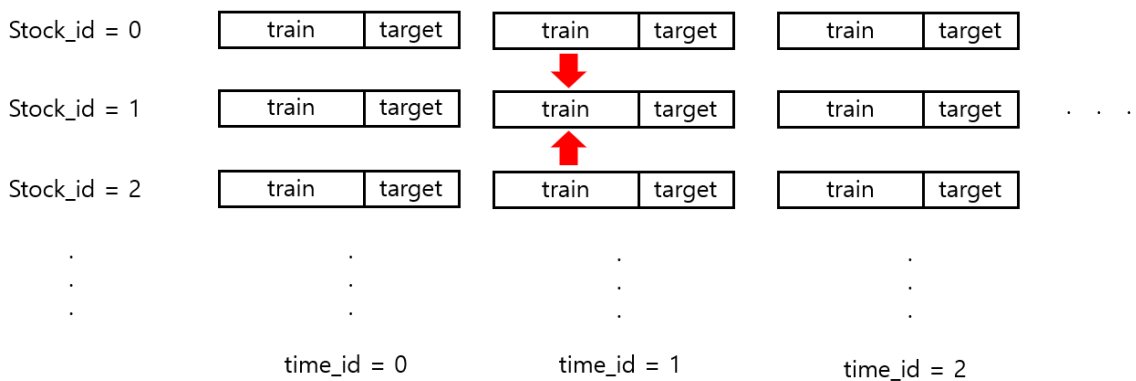 Stock_id = 0 train target train target train target
Stock_id = 1 train target train target train target . . .
Stock_id = 2 train target train target train target
. . . .
. . . .
. . . .
time_id = 0 time_id = 1 time_id = 2